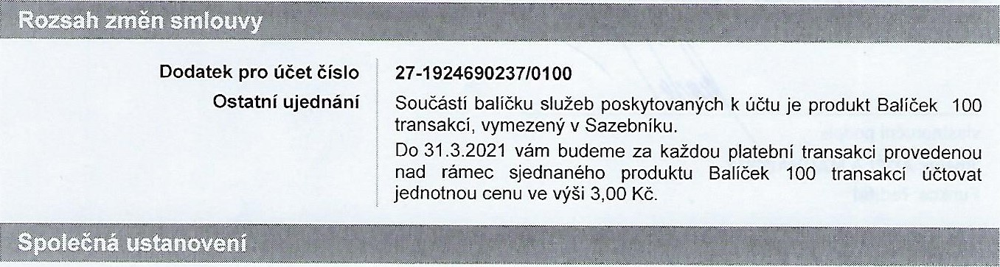 Rozsah změn smlouvy
Dodatek pro účet číslo 27-1924690237/0100
Ostatní ujednání Součástí balíčku služeb poskytovaných k účtu je produkt Balíček 100
transakcí, vymezený v Sazebníku.
Do 31.3.2021 vám budeme za každou platební transakci provedenou
nad rámec sjednaného produktu Balíček 100 transakcí účtovat
jednotnou cenu ve výši 3,00 Kč.
Společná ustanovení